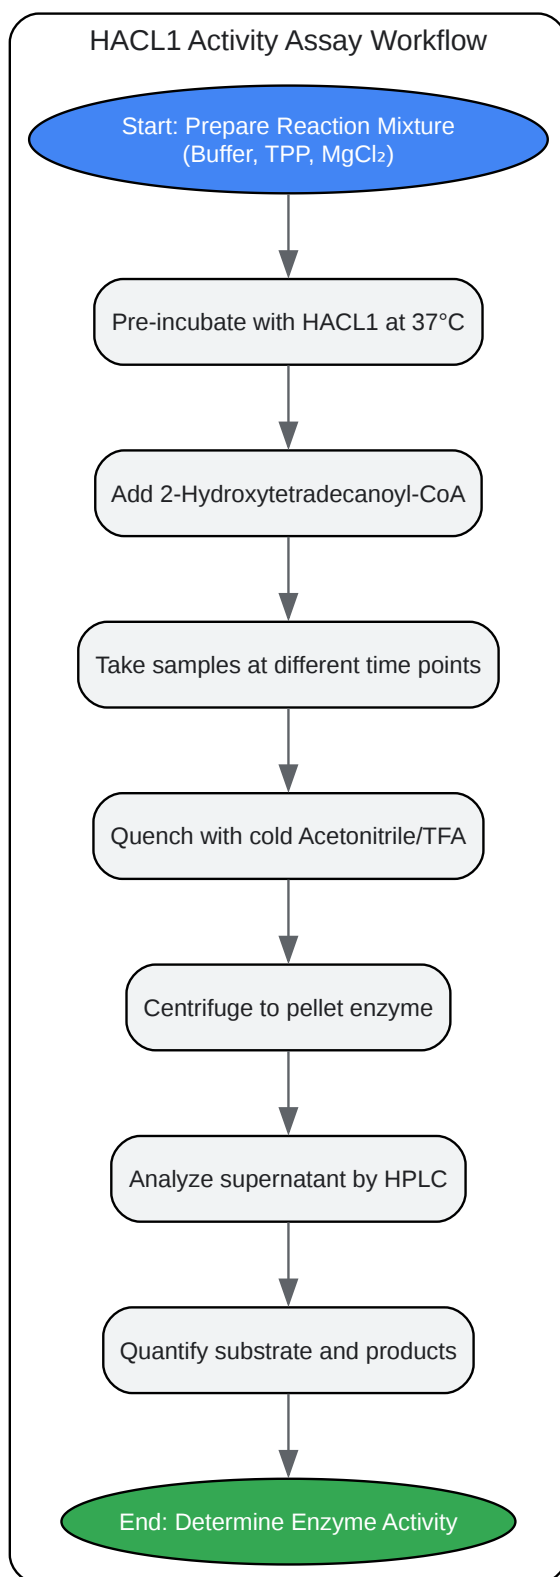 HACL1 Activity Assay Workflow
Start: Prepare Reaction Mixture
(Buffer, TPP, MgCl₂)
Pre-incubate with HACL1 at 37°C
Add 2-Hydroxytetradecanoyl-CoA
Take samples at different time points
Quench with cold Acetonitrile/TFA
Centrifuge to pellet enzyme
Analyze supernatant by HPLC
Quantify substrate and products
End: Determine Enzyme Activity